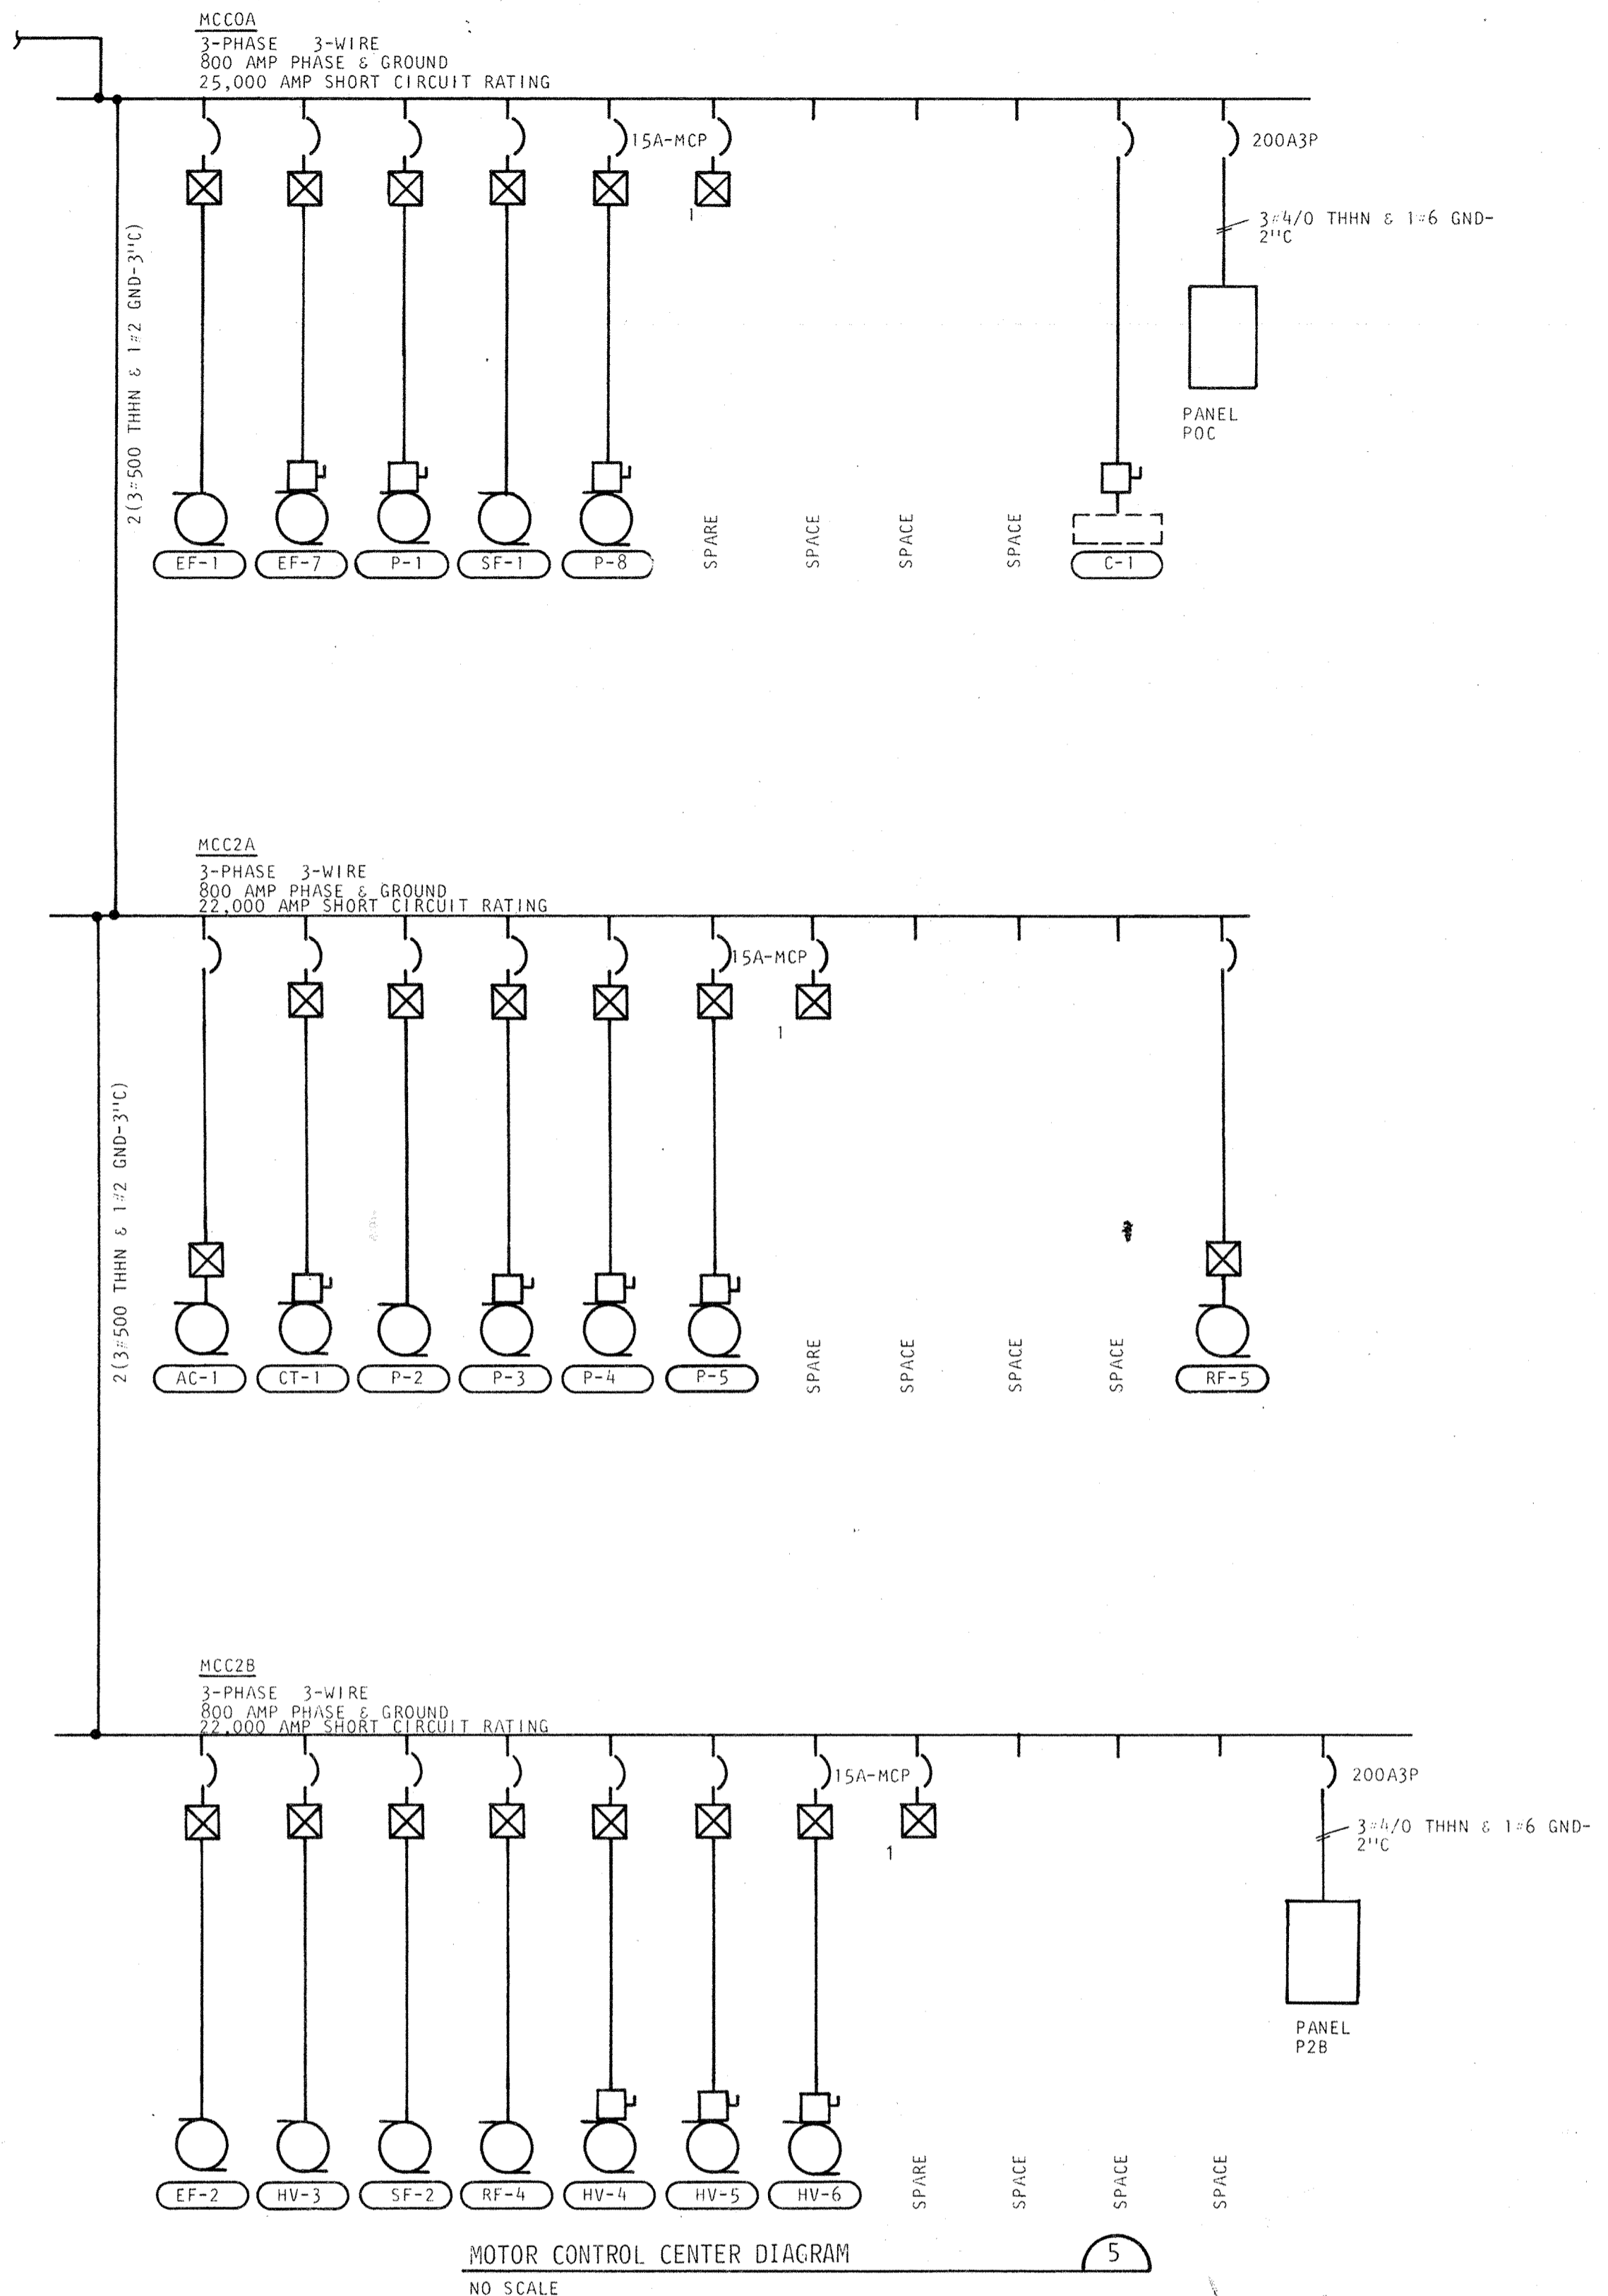 MCC0A
3-PHASE 3-WIRE
800 AMP PHASE & GROUND
25,000 AMP SHORT CIRCUIT RATING
15A-MCP
200A3P
1
3#4/0 THHN & 1#6 GND-
2"C
2(3#500 THHN & 1#2 GND-3"C)
PANEL
POC
SPARE
SPACE
SPACE
SPACE
EF-1
EF-7
P-1
SF-1
P-8
C-1
MCC2A
3-PHASE 3-WIRE
800 AMP PHASE & GROUND
22,000 AMP SHORT CIRCUIT RATING
15A-MCP
1
2(3#500 THHN & 1#2 GND-3"C)
SPARE
SPACE
SPACE
SPACE
AC-1
CT-1
P-2
P-3
P-4
P-5
RF-5
MCC2B
3-PHASE 3-WIRE
800 AMP PHASE & GROUND
22,000 AMP SHORT CIRCUIT RATING
15A-MCP
200A3P
1
3#4/0 THHN & 1#6 GND-
2"C
PANEL
P2B
SPARE
SPACE
SPACE
SPACE
EF-2
HV-3
SF-2
RF-4
HV-4
HV-5
HV-6
MOTOR CONTROL CENTER DIAGRAM
5
NO SCALE